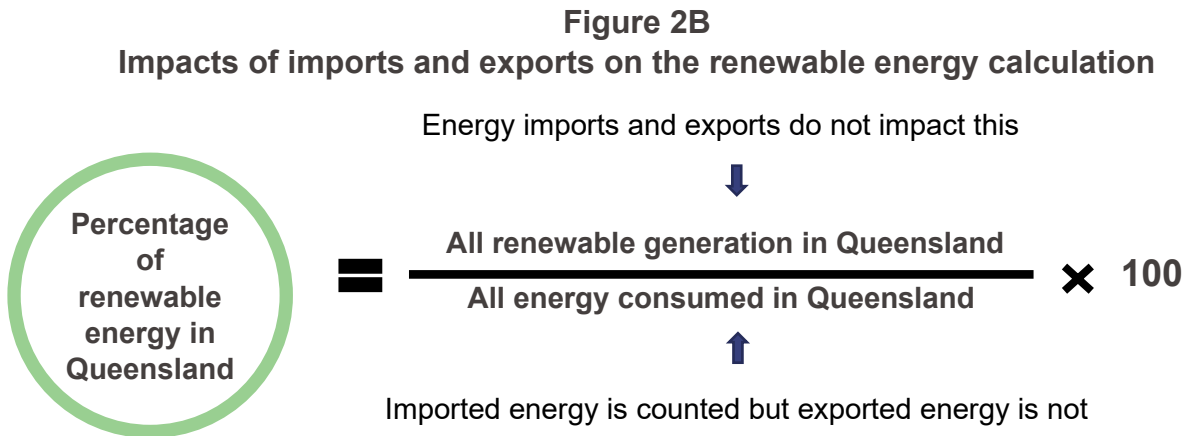 Figure 2B
Impacts of imports and exports on the renewable energy calculation
Energy imports and exports do not impact this
Percentage
of
renewable
energy in
Queensland
=
All renewable generation in Queensland
All energy consumed in Queensland
× 100
Imported energy is counted but exported energy is not